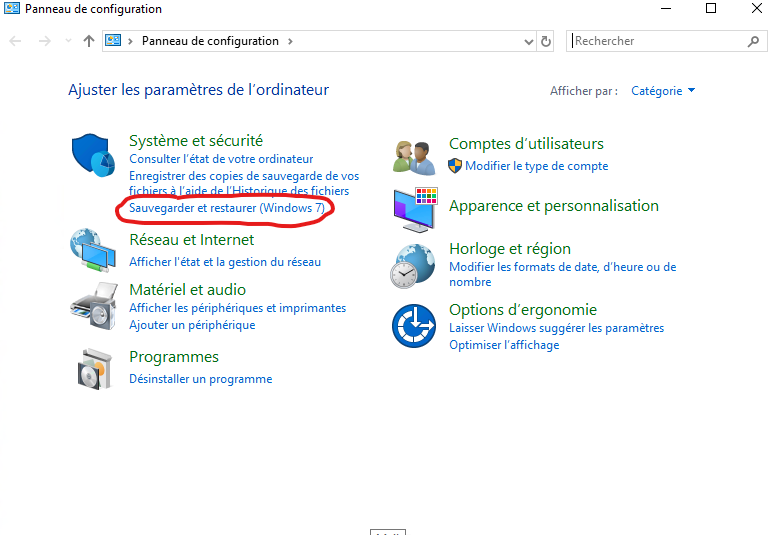 Panneau de configuration
Panneau de configuration
Rechercher
Ajuster les paramètres de l'ordinateur
Afficher par :
Catégorie
Système et sécurité
Consulter l'état de votre ordinateur
Enregistrer des copies de sauvegarde de vos
fichiers à l'aide de l'Historique des fichiers
Sauvegarder et restaurer (Windows 7)
Réseau et Internet
Afficher l'état et la gestion du réseau
Matériel et audio
Afficher les périphériques et imprimantes
Ajouter un périphérique
Programmes
Désinstaller un programme
Comptes d'utilisateurs
Modifier le type de compte
Apparence et personnalisation
Horloge et région
Modifier les formats de date, d'heure ou de
nombre
Options d'ergonomie
Laisser Windows suggérer les paramètres
Optimiser l'affichage